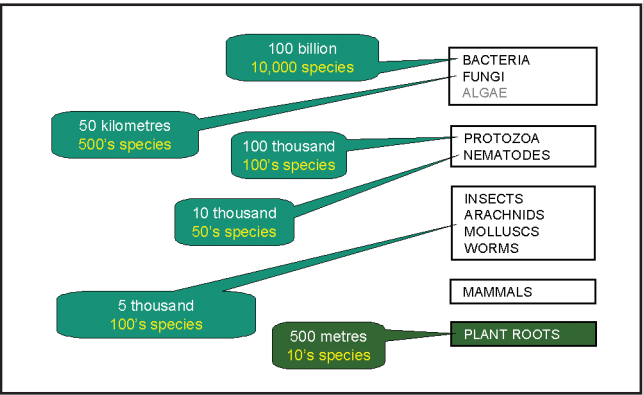 100 billion
10,000 species
BACTERIA
FUNGI
ALGAE
50 kilometres
500's species
100 thousand
100's species
PROTOZOA
NEMATODES
10 thousand
50's species
INSECTS
ARACHNIDS
MOLLUSCS
WORMS
5 thousand
100's species
MAMMALS
500 metres
10's species
PLANT ROOTS